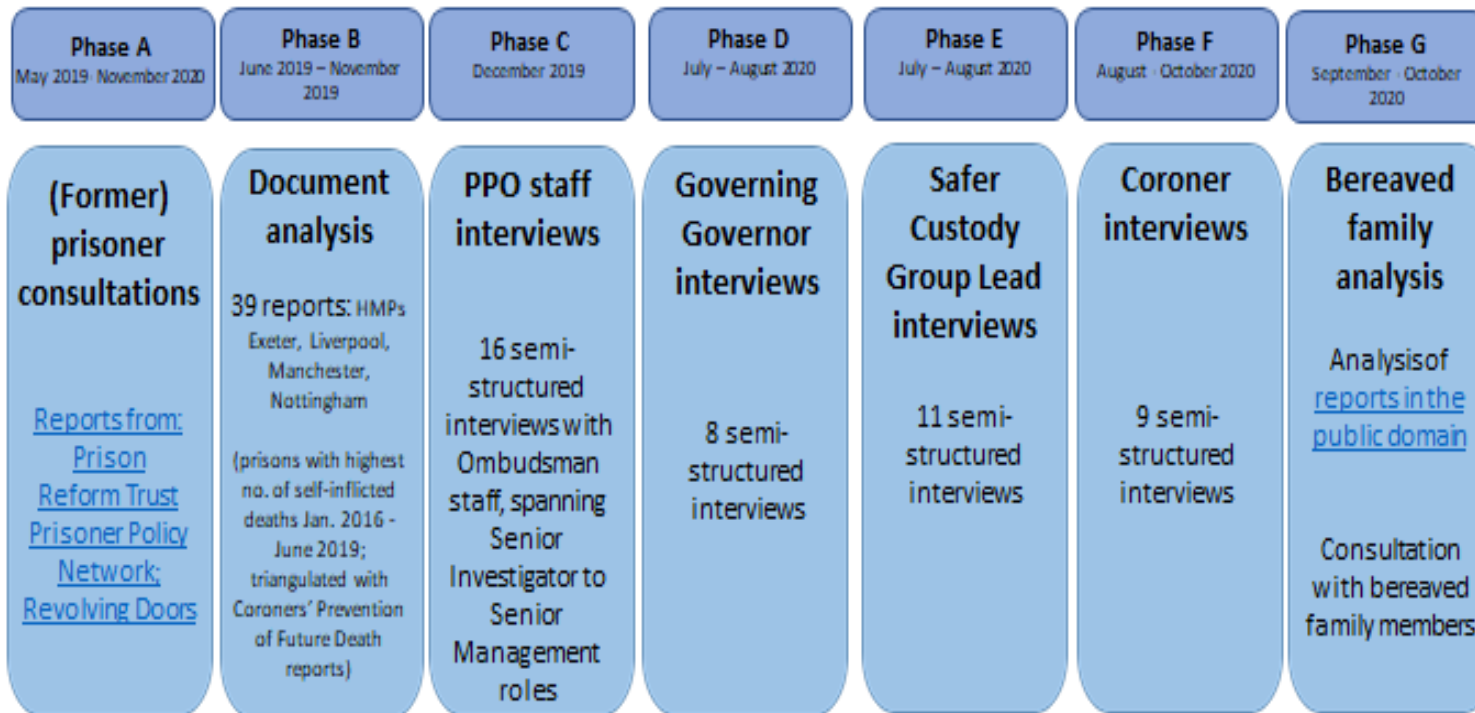 Phase A
May 2019 - November 2020
Phase B
June 2019 – November
2019
Phase C
December 2019
Phase D
July – August 2020
Phase E
July – August 2020
Phase F
August - October 2020
Phase G
September - October
2020
(Former)
prisoner
consultations
Reports from:
Prison
Reform Trust
Prisoner Policy
Network;
Revolving Doors
Document
analysis
39 reports: HMPs
Exeter, Liverpool,
Manchester,
Nottingham
(prisons with highest
no. of self-inflicted
deaths Jan. 2016 -
June 2019;
triangulated with
Coroners’ Prevention
of Future Death
reports)
PPO staff
interviews
16 semi-
structured
interviews with
Ombudsman
staff, spanning
Senior
Investigator to
Senior
Management
roles
Governing
Governor
interviews
8 semi-
structured
interviews
Safer
Custody
Group Lead
interviews
11 semi-
structured
interviews
Coroner
interviews
9 semi-
structured
interviews
Bereaved
family
analysis
Analysis of
reports in the
public domain
Consultation
with bereaved
family members